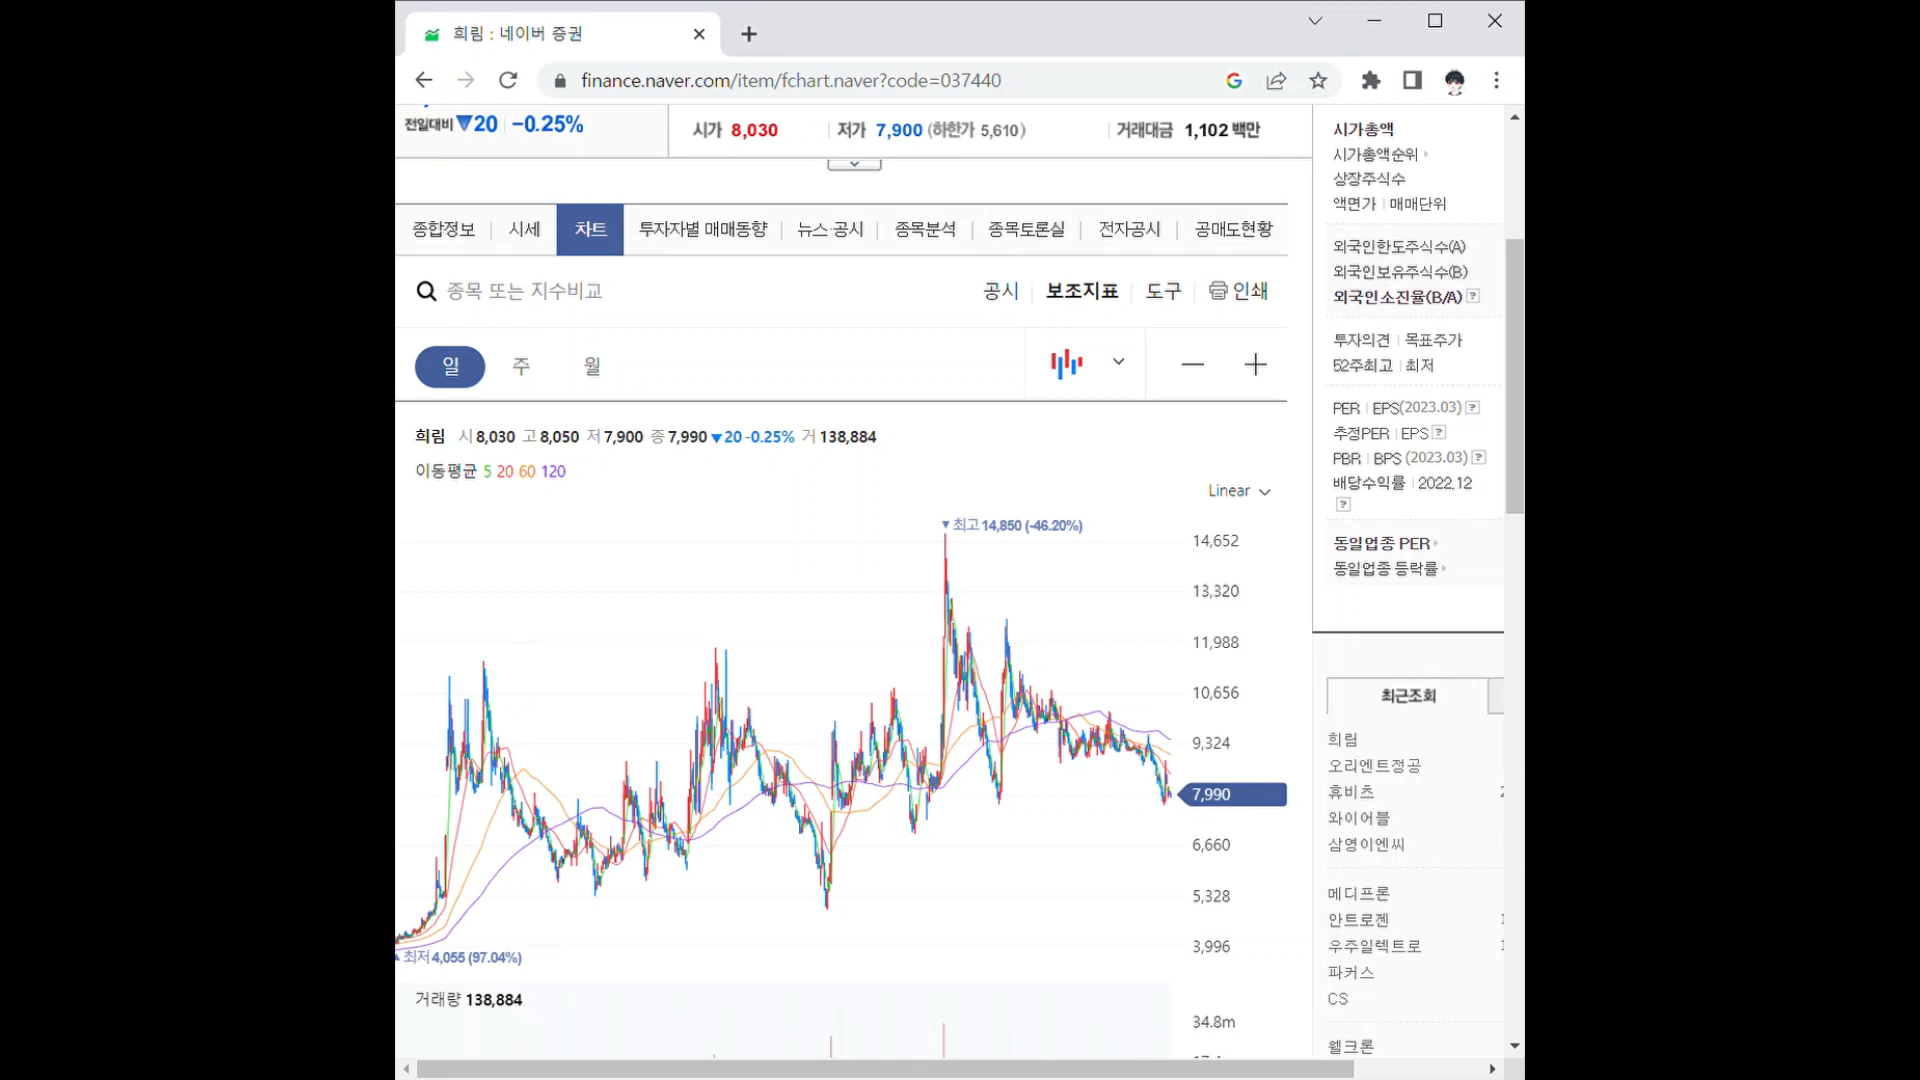 희림 : 네이버 증권
finance.naver.com/item/fchart.naver?code=037440
전일대비 ▼20 -0.25%
시가 8,030 저가 7,900 (하한가 5,610) 거래대금 1,102 백만
종합정보 시세 차트 투자자별 매매동향 뉴스·공시 종목분석 종목토론실 전자공시 공매도현황
종목 또는 지수비교 공시 보조지표 도구 인쇄
일 주 월
희림 시 8,030 고 8,050 저 7,900 종 7,990 ▼20 -0.25% 거 138,884
이동평균 5 20 60 120
Linear
▼최고 14,850 (-46.20%)
14,652
13,320
11,988
10,656
9,324
7,990
6,660
5,328
3,996
▲최저 4,055 (97.04%)
거래량 138,884
34.8m
시가총액
시가총액순위
상장주식수
액면가 | 매매단위
외국인한도주식수(A)
외국인보유주식수(B)
외국인소진율(B/A) ?
투자의견 | 목표주가
52주최고 | 최저
PER | EPS(2023.03) ?
추정PER | EPS ?
PBR | BPS (2023.03) ?
배당수익률 | 2022.12
?
동일업종 PER
동일업종 등락률
최근조회
희림
오리엔트정공
휴비츠
와이어블
삼영이엔씨
메디프론
안트로젠
우주일렉트로
파커스
CS
웰크론